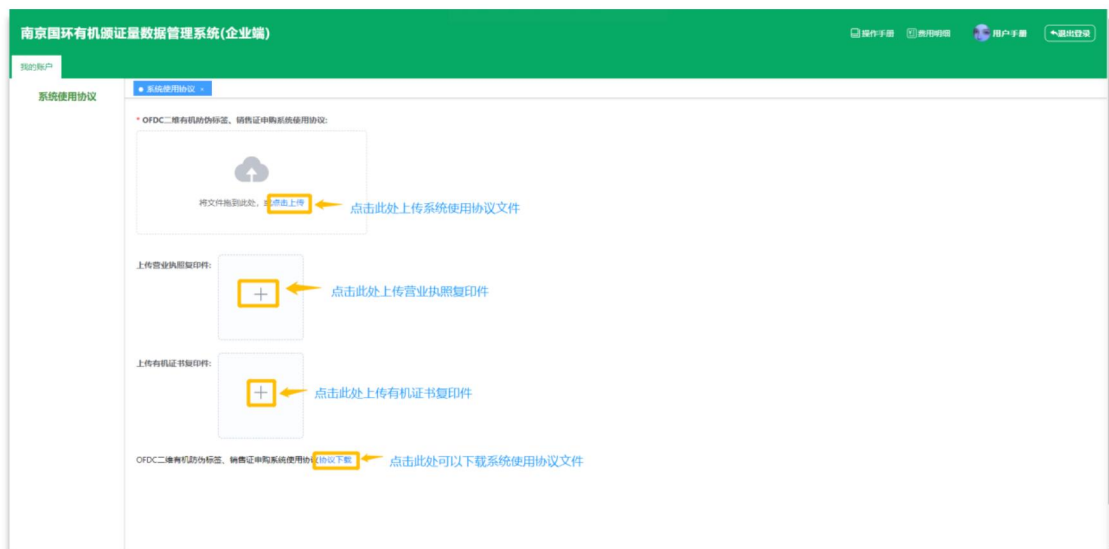 南京国环有机颁证量数据管理系统(企业端)
操作手册 费用明细 用户手册 退出登录
我的账户
系统使用协议
系统使用协议 ×
* OFDC二维有机防伪标签、销售证申购系统使用协议:
将文件拖到此处，或点击上传
点击此处上传系统使用协议文件
上传营业执照复印件:
点击此处上传营业执照复印件
上传有机证书复印件:
点击此处上传有机证书复印件
OFDC二维有机防伪标签、销售证申购系统使用协议协议下载
点击此处可以下载系统使用协议文件